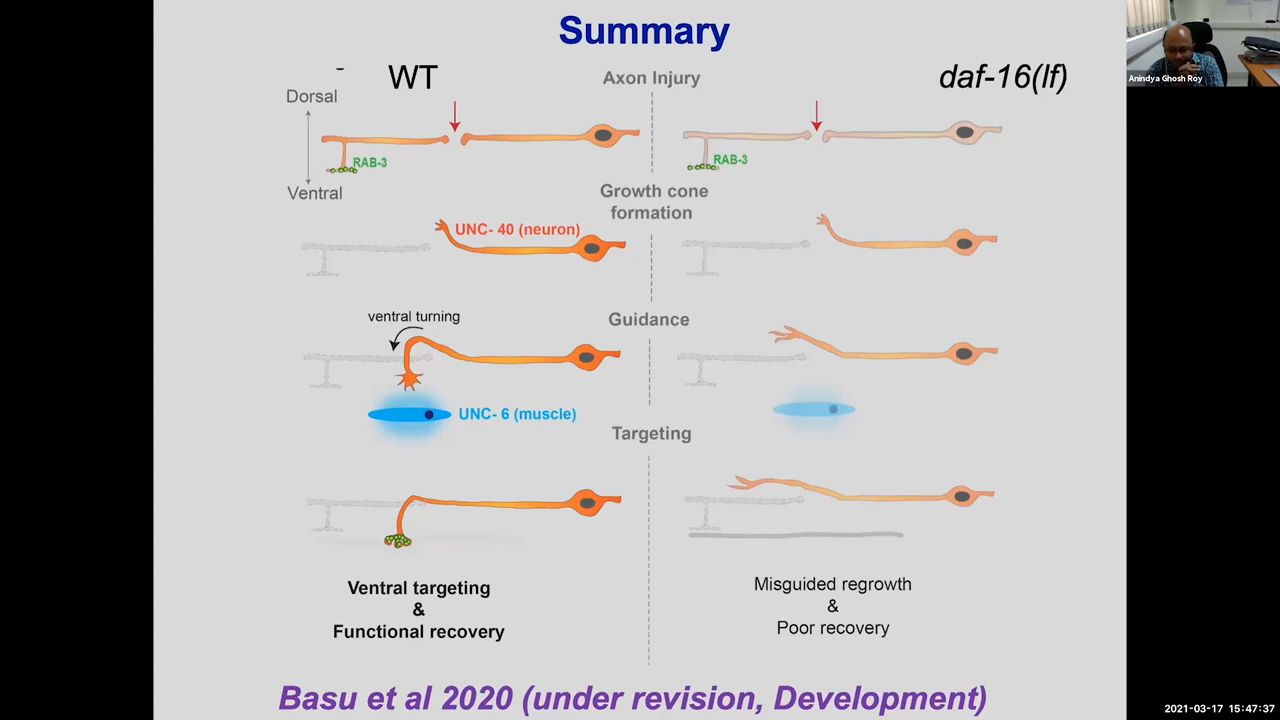 Summary
WT
Axon Injury
daf-16(lf)
Dorsal
RAB-3
RAB-3
Ventral
Growth cone
formation
UNC- 40 (neuron)
ventral turning
Guidance
UNC- 6 (muscle)
Targeting
Ventral targeting
&
Functional recovery
Misguided regrowth
&
Poor recovery
Basu et al 2020 (under revision, Development)
Anindya Ghosh Roy
2021-03-17 15:47:37